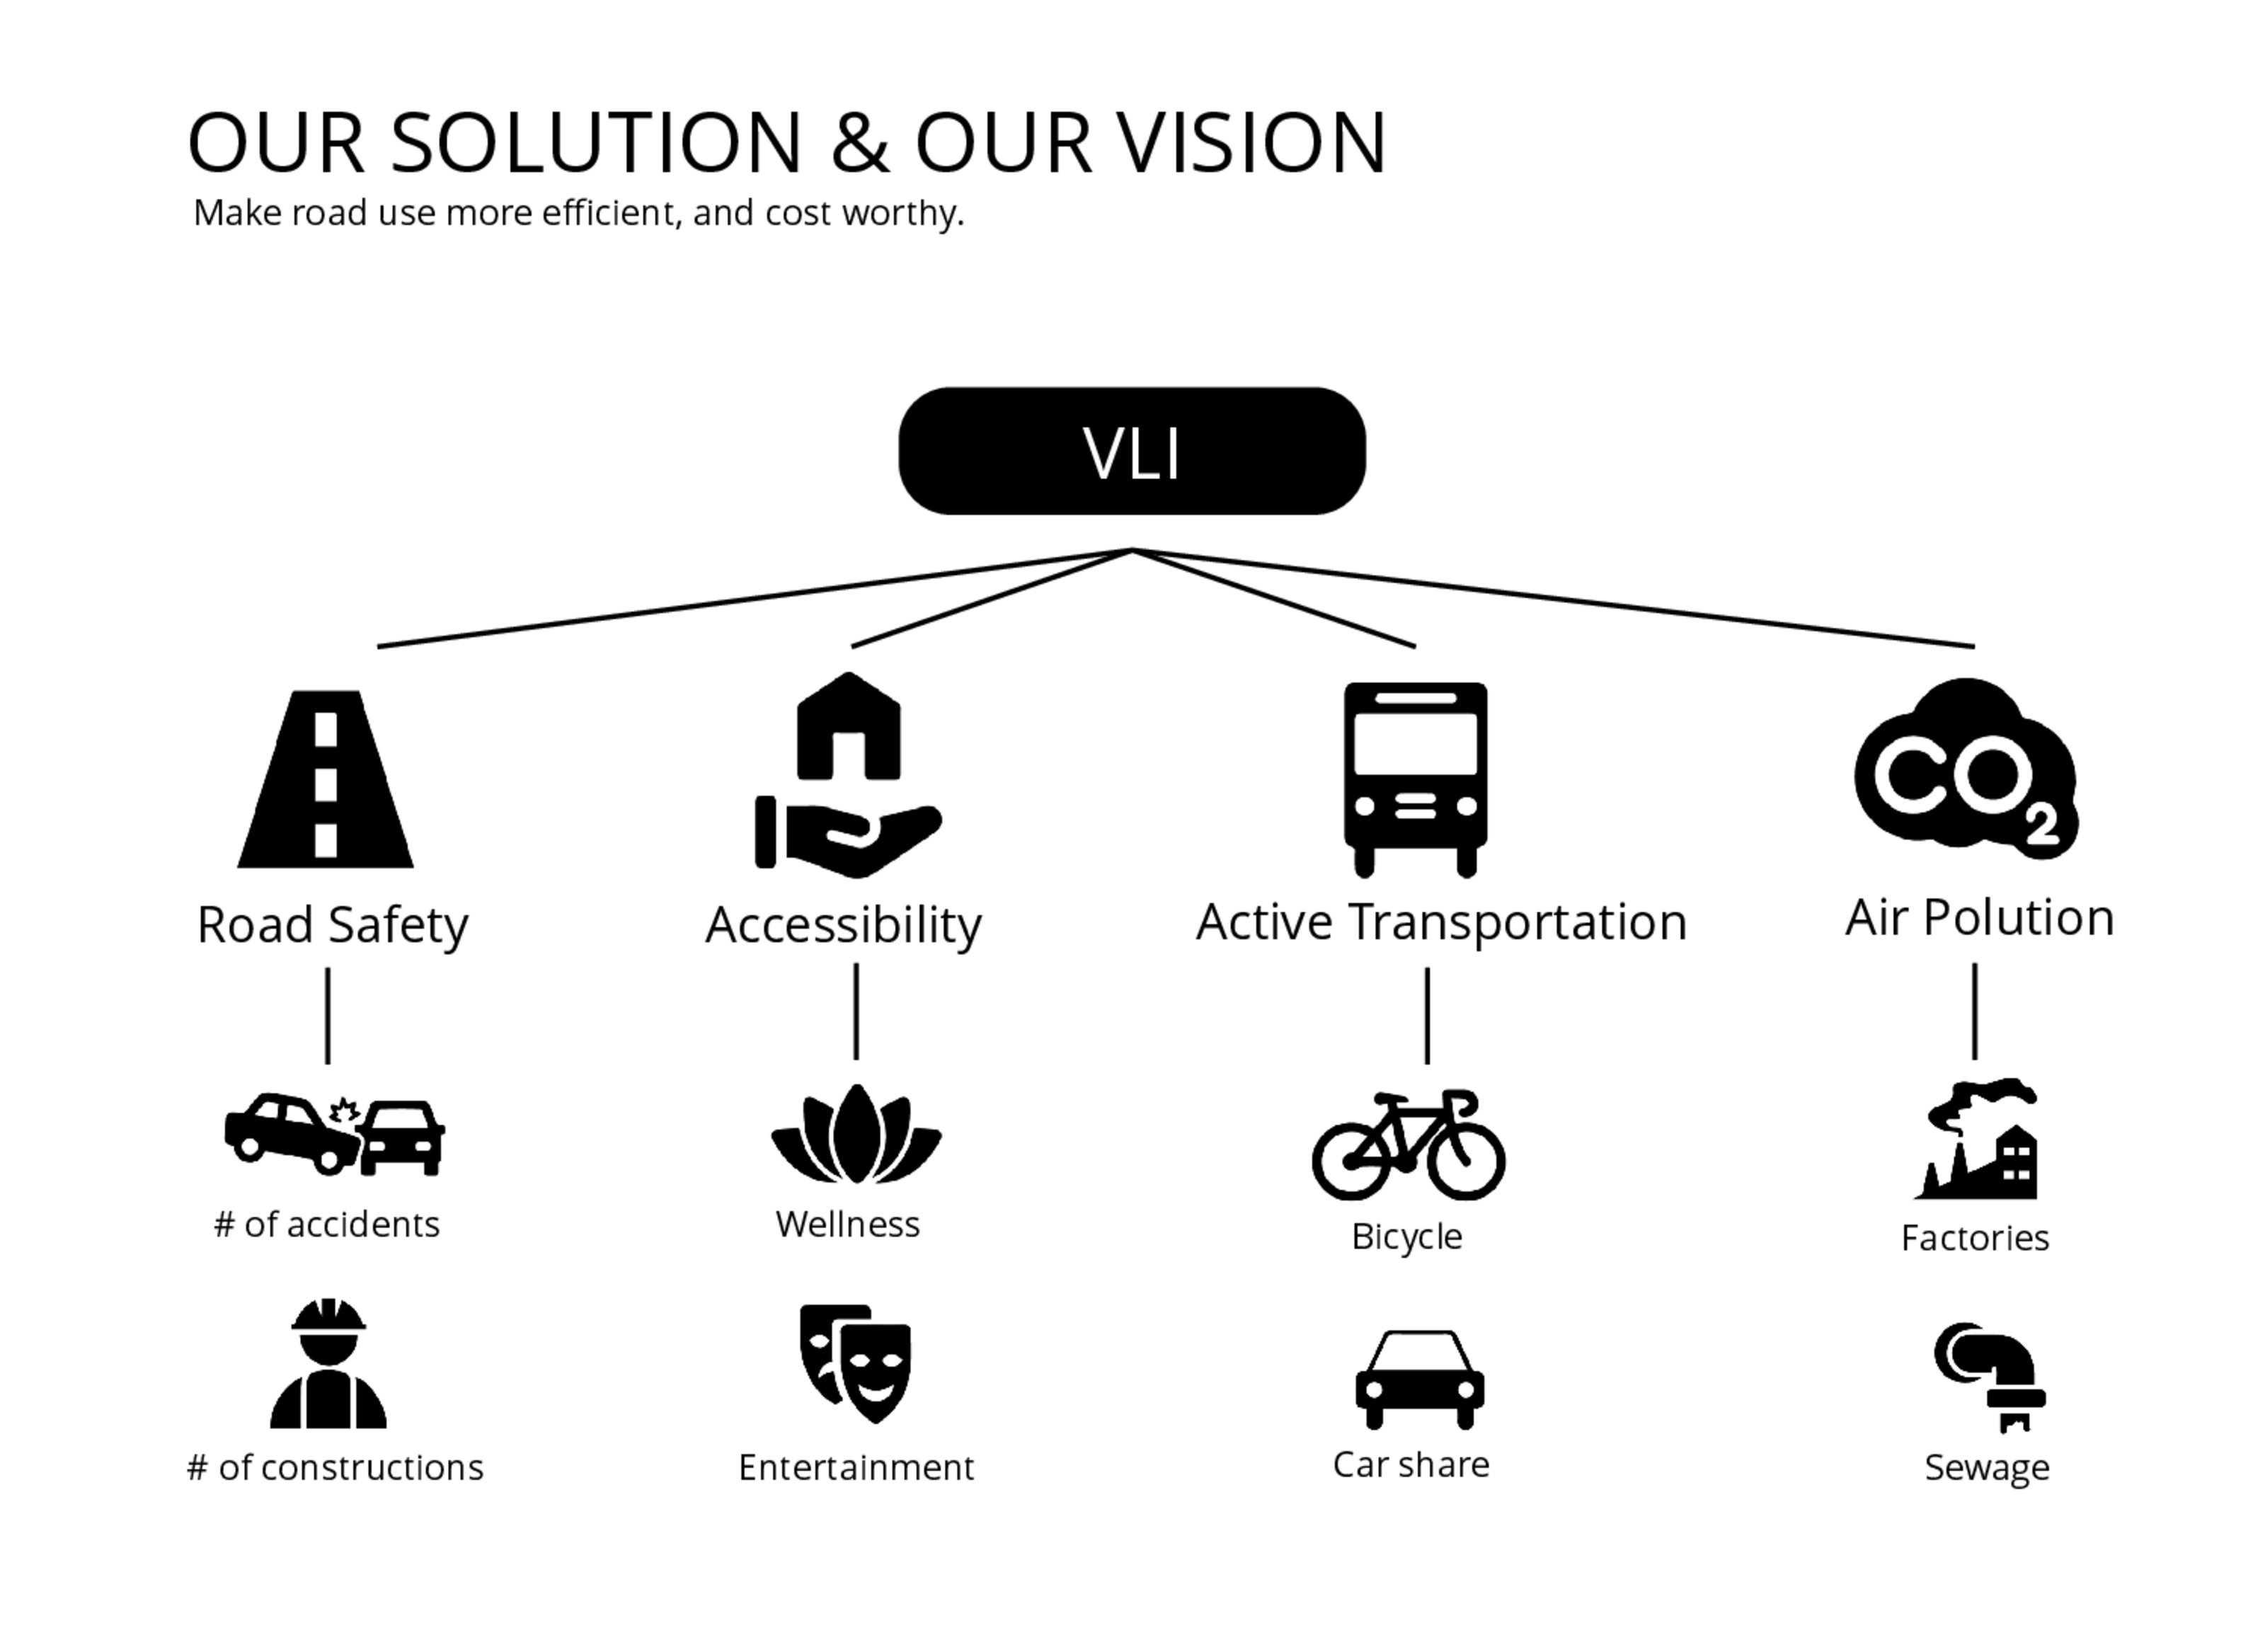 OUR SOLUTION & OUR VISION
Make road use more efficient, and cost worthy.
VLI
Road Safety
Accessibility
Active Transportation
CO2
Air Polution
# of accidents
Wellness
Bicycle
Factories
# of constructions
Entertainment
Car share
Sewage